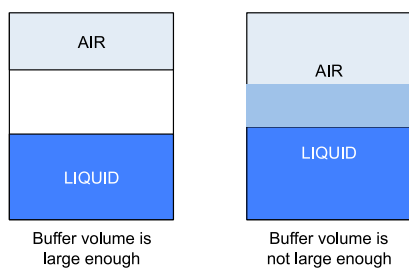 AIR
AIR
LIQUID
LIQUID
Buffer volume is
large enough
Buffer volume is
not large enough